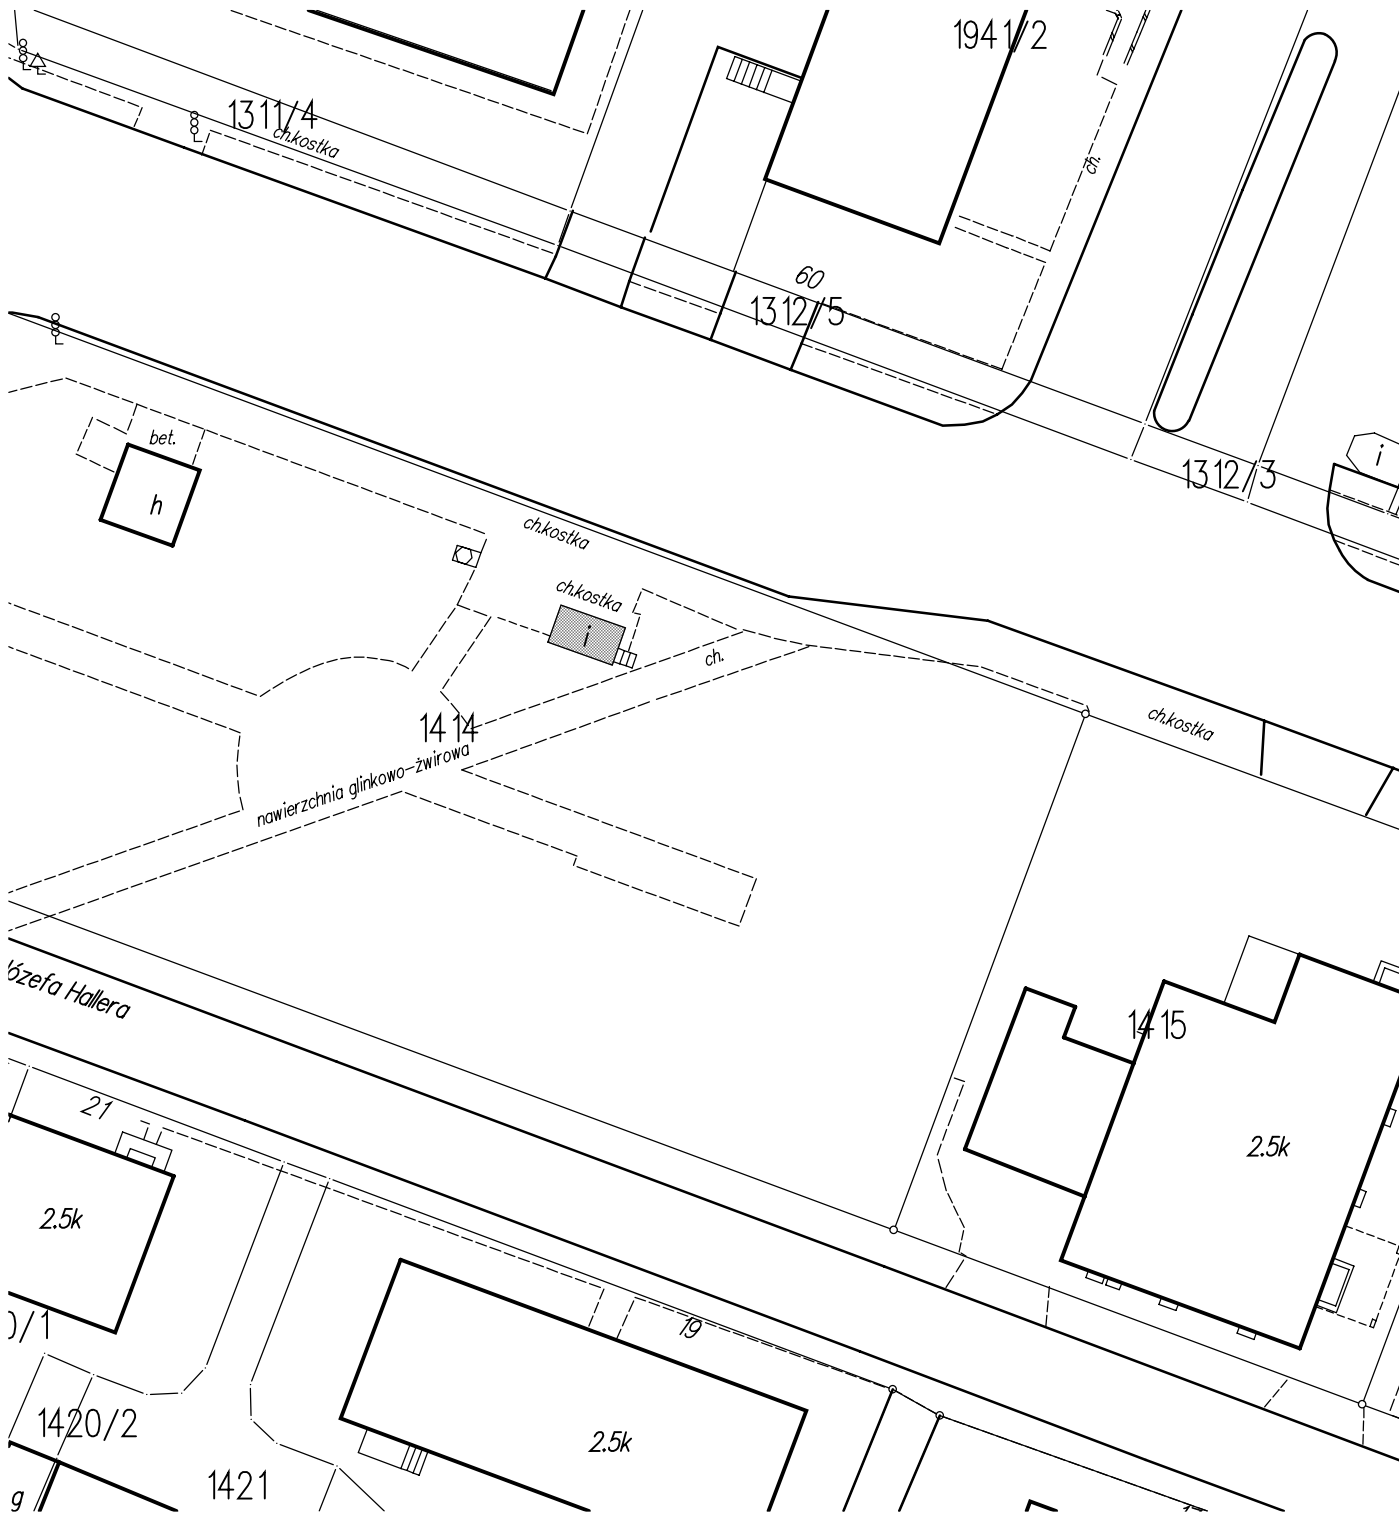 1941/2
1311/4
ch.kostka
ch.
60
1312/5
bet.
i
1312/3
h
ch.kostka
ch.kostka
i
ch.
1414
ch.kostka
nawierzchnia glinkowo-żwirowa
Józefa Hallera
1415
21
2.5k
2.5k
0/1
19
1420/2
2.5k
1421
g